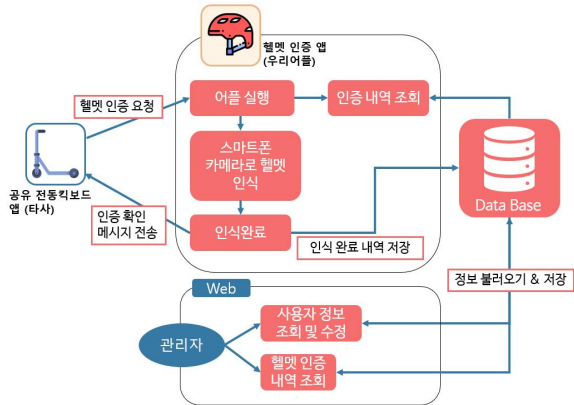 헬멧 인증 앱
(우리어플)
헬멧 인증 요청
어플 실행
인증 내역 조회
스마트폰
카메라로 헬멧
인식
공유 전동킥보드
앱 (타사)
Data Base
인증 확인
메시지 전송
인식완료
인식 완료 내역 저장
정보 불러오기 & 저장
Web
사용자 정보
조회 및 수정
관리자
헬멧 인증
내역 조회